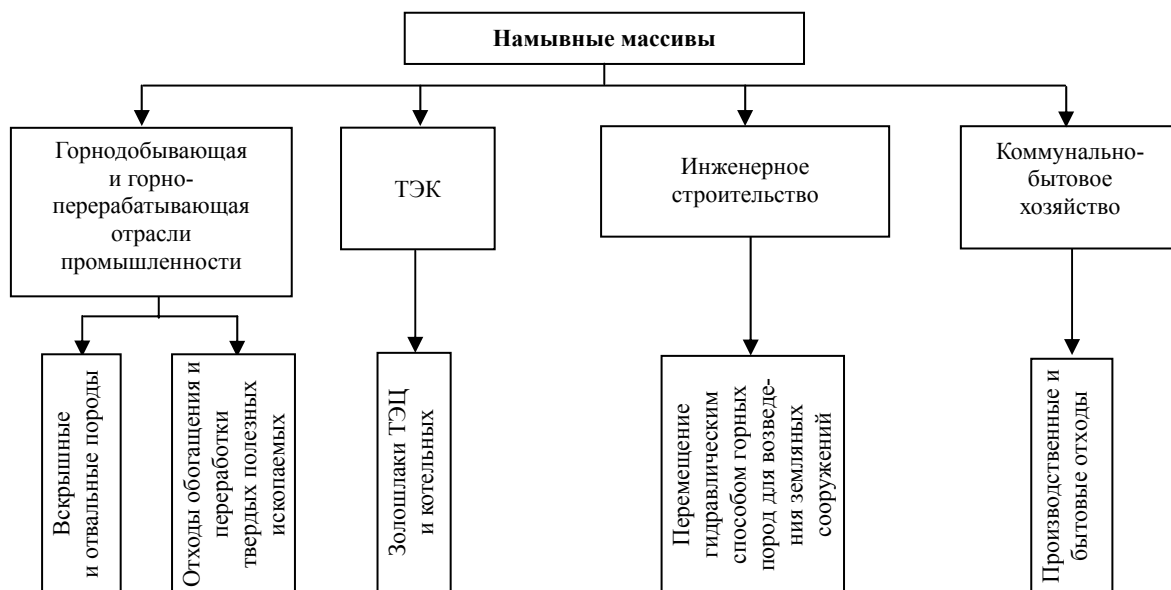 Намывные массивы
Горнодобывающая
и горно-
перерабатывающая
отрасли
промышленности
ТЭК
Инженерное
строительство
Коммунально-
бытовое
хозяйство
Вскрышные
и отвальные породы
Отходы обогащения и
переработки
твердых полезных
ископаемых
Золошлаки ТЭЦ
и котельных
Перемещение
гидравлическим
способом горных
пород для возведе-
ния земляных
сооружений
Производственные и
бытовые отходы